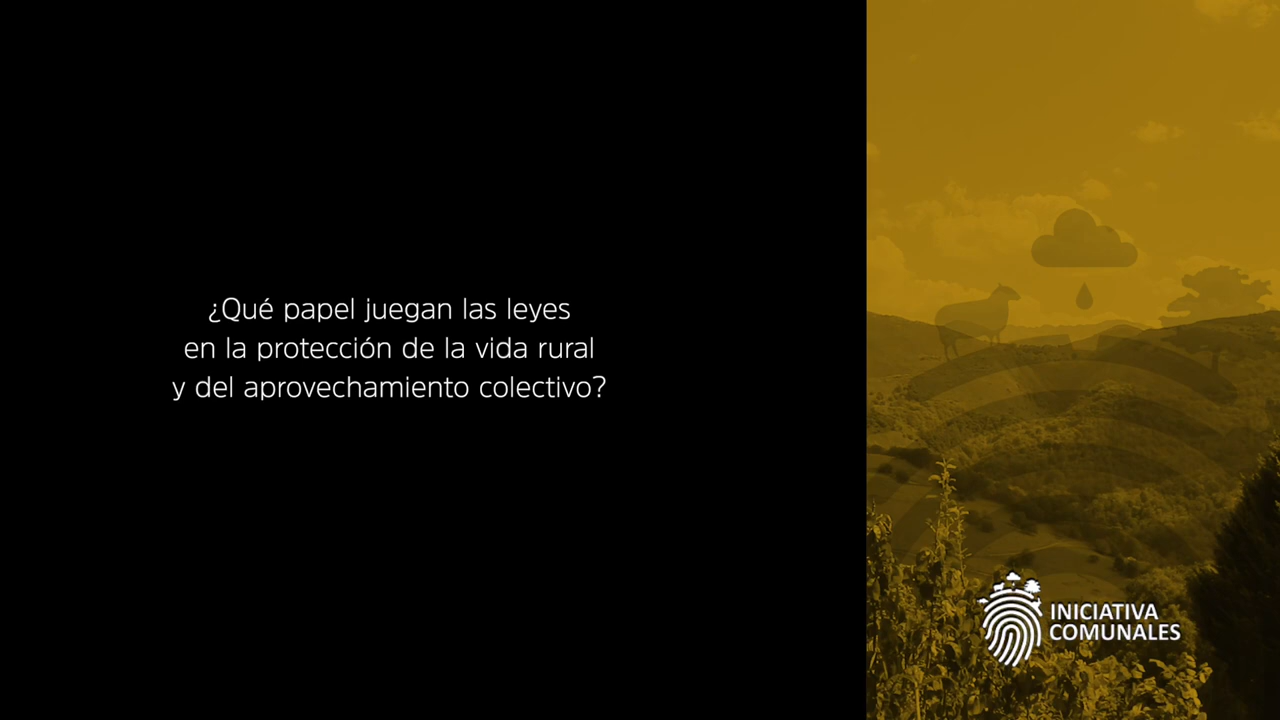 ¿Qué papel juegan las leyes
en la protección de la vida rural
y del aprovechamiento colectivo?
INICIATIVA
COMUNALES